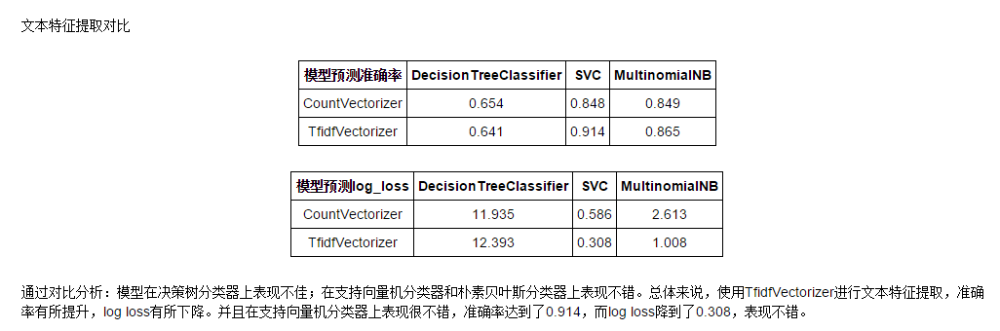 文本特征提取对比
模型预测准确率 DecisionTreeClassifier SVC MultinomialNB
CountVectorizer 0.654 0.848 0.849
TfidfVectorizer 0.641 0.914 0.865
模型预测log_loss DecisionTreeClassifier SVC MultinomialNB
CountVectorizer 11.935 0.586 2.613
TfidfVectorizer 12.393 0.308 1.008
通过对比分析：模型在决策树分类器上表现不佳；在支持向量机分类器和朴素贝叶斯分类器上表现不错。总体来说，使用TfidfVectorizer进行文本特征提取，准确
率有所提升，log loss有所下降。并且在支持向量机分类器上表现很不错，准确率达到了0.914，而log loss降到了0.308，表现不错。